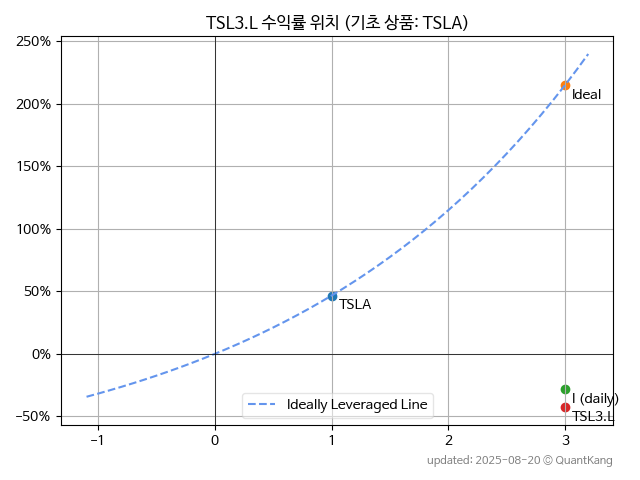 TSL3.L 수익률 위치 (기초 상품: TSLA)
250%
200%
150%
100%
50%
0%
−50%
Ideal
TSLA
I (daily)
TSL3.L
Ideally Leveraged Line
−1
0
1
2
3
updated: 2025-08-20 © QuantKang